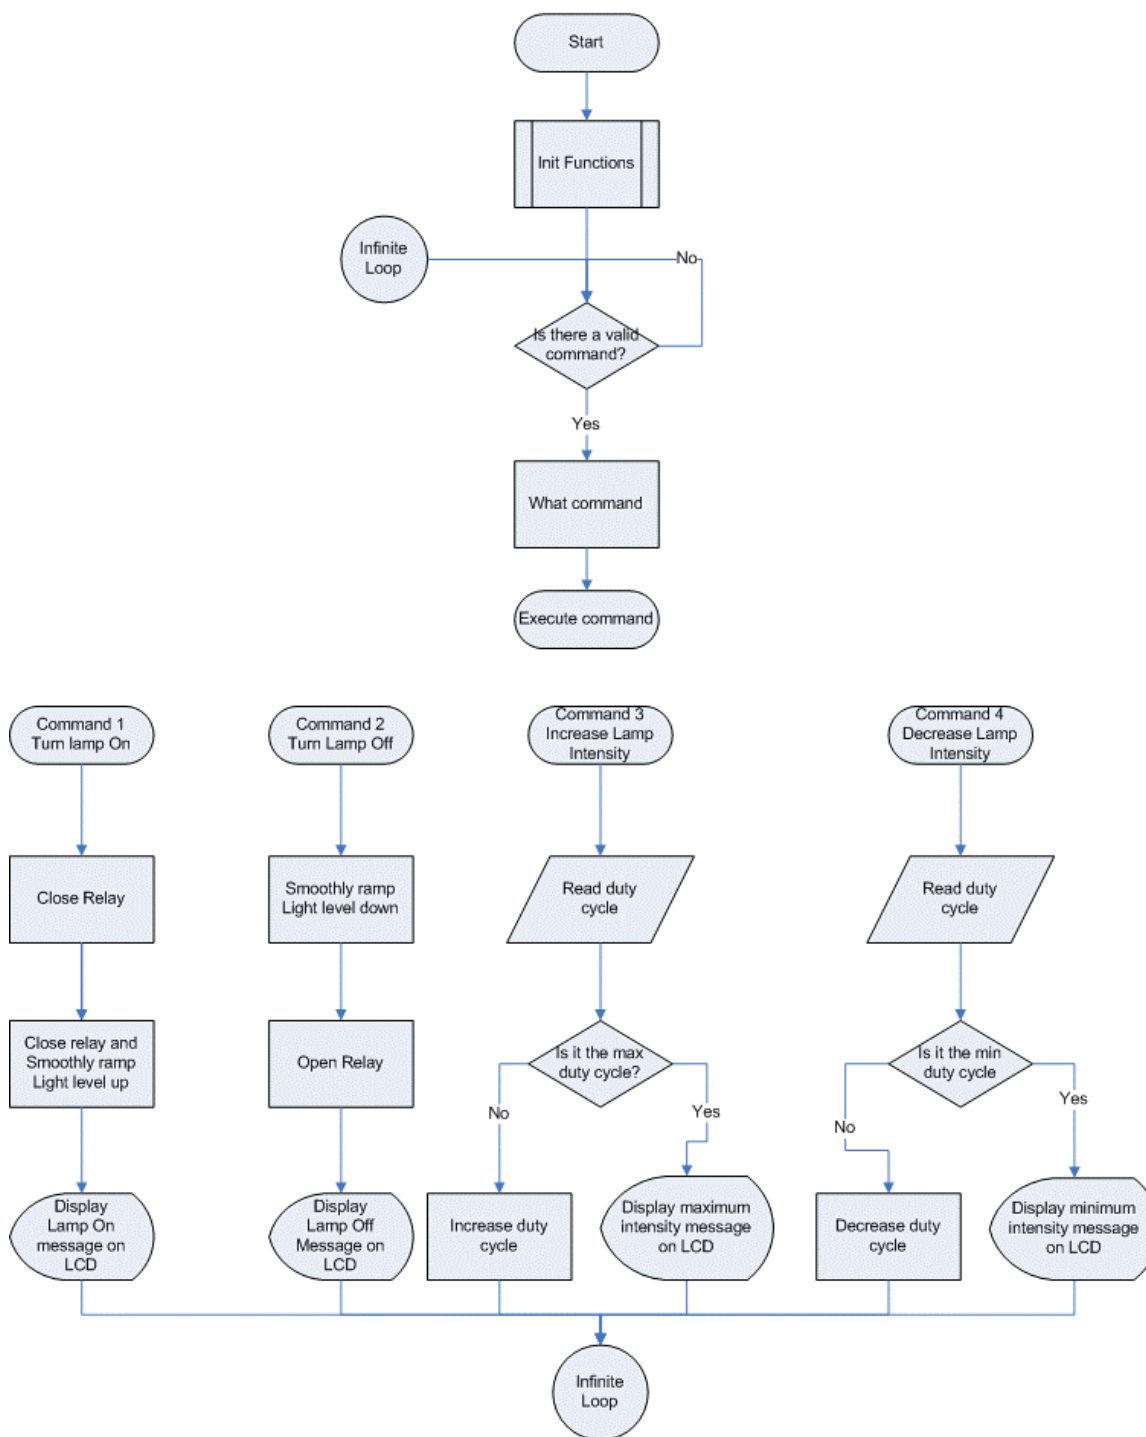 Start
Init Functions
Infinite
Loop
No
Is there a valid
command?
Yes
What command
Execute command
Command 1
Turn lamp On
Command 2
Turn Lamp Off
Command 3
Increase Lamp
Intensity
Command 4
Decrease Lamp
Intensity
Close Relay
Smoothly ramp
Light level down
Read duty
cycle
Read duty
cycle
Close relay and
Smoothly ramp
Light level up
Open Relay
Is it the max
duty cycle?
Is it the min
duty cycle
No
Yes
No
Yes
Display
Lamp On
message on
LCD
Display
Lamp Off
Message on
LCD
Increase duty
cycle
Display maximum
intensity message
on LCD
Decrease duty
cycle
Display minimum
intensity message
on LCD
Infinite
Loop